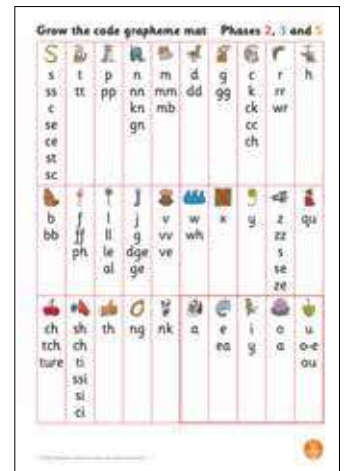 Grow the code grapheme mat Phases 2, 3 and 5
s t p n m d g c r h
ss tt pp nn mm dd gg k rr
c kn mb ck wr
se gn cc
ce ch
st
sc
b f l j v w x y z qu
bb ff ll g vv wh zz
ph le dge ve s
al ge se
ze
ch sh th ng nk a e i o u
tch ch ea y a o-e
ture ti ou
ssi
si
ci